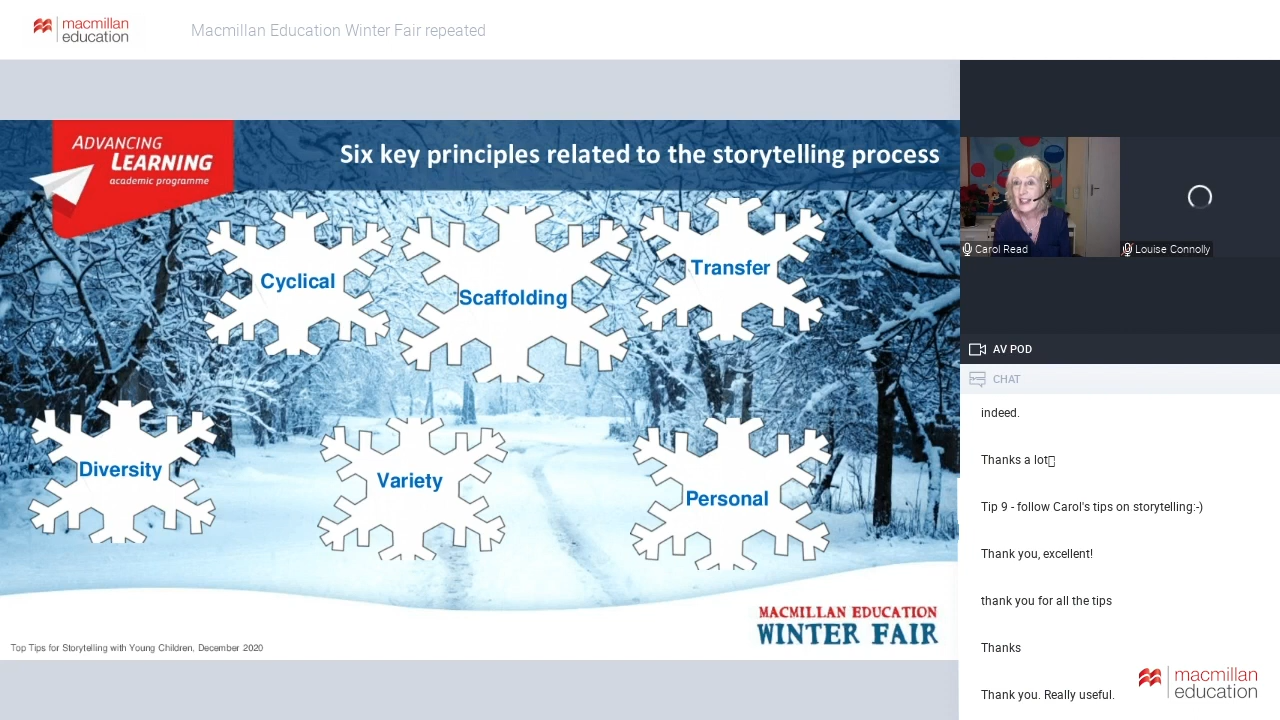 macmillan
education
Macmillan Education Winter Fair repeated
ADVANCING
LEARNING
academic programme
Six key principles related to the storytelling process
Cyclical
Scaffolding
Transfer
Diversity
Variety
Personal
MACMILLAN EDUCATION
WINTER FAIR
Top Tips for Storytelling with Young Children, December 2020
Carol Read
Louise Connolly
AV POD
CHAT
indeed.
Thanks a lot
Tip 9 - follow Carol's tips on storytelling:-)
Thank you, excellent!
thank you for all the tips
Thanks
Thank you. Really useful.
macmillan
education